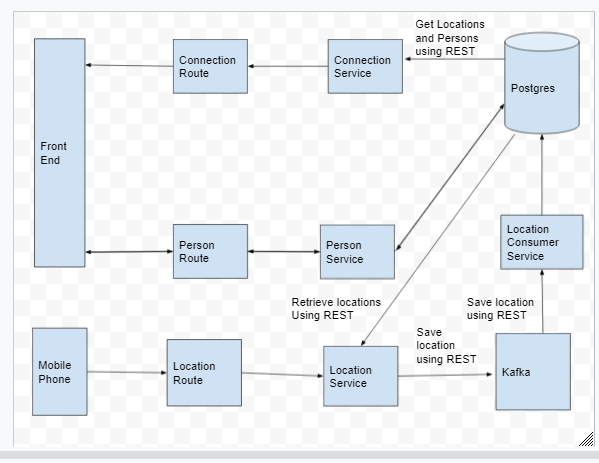 Get Locations
and Persons
using REST
Connection
Route
Connection
Service
Postgres
Front
End
Person
Route
Person
Service
Location
Consumer
Service
Retrieve locations
Using REST
Save location
using REST
Save
location
using REST
Mobile
Phone
Location
Route
Location
Service
Kafka